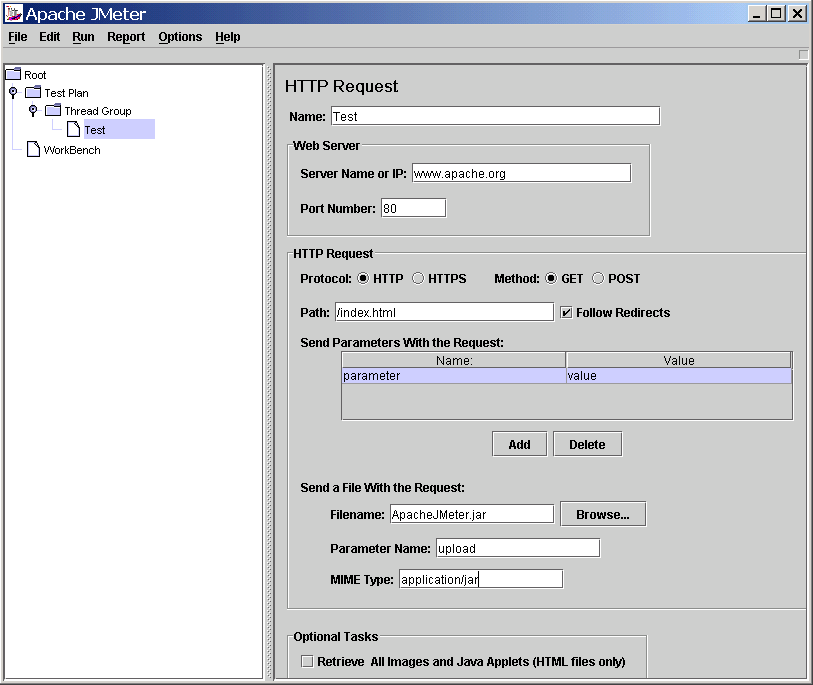 Apache JMeter
File Edit Run Report Options Help
Root
Test Plan
Thread Group
Test
WorkBench
HTTP Request
Name: Test
Web Server
Server Name or IP: www.apache.org
Port Number: 80
HTTP Request
Protocol: HTTP HTTPS Method: GET POST
Path: /index.html Follow Redirects
Send Parameters With the Request:
Name: Value
parameter value
Add Delete
Send a File With the Request:
Filename: ApacheJMeter.jar Browse...
Parameter Name: upload
MIME Type: application/jar
Optional Tasks
Retrieve All Images and Java Applets (HTML files only)